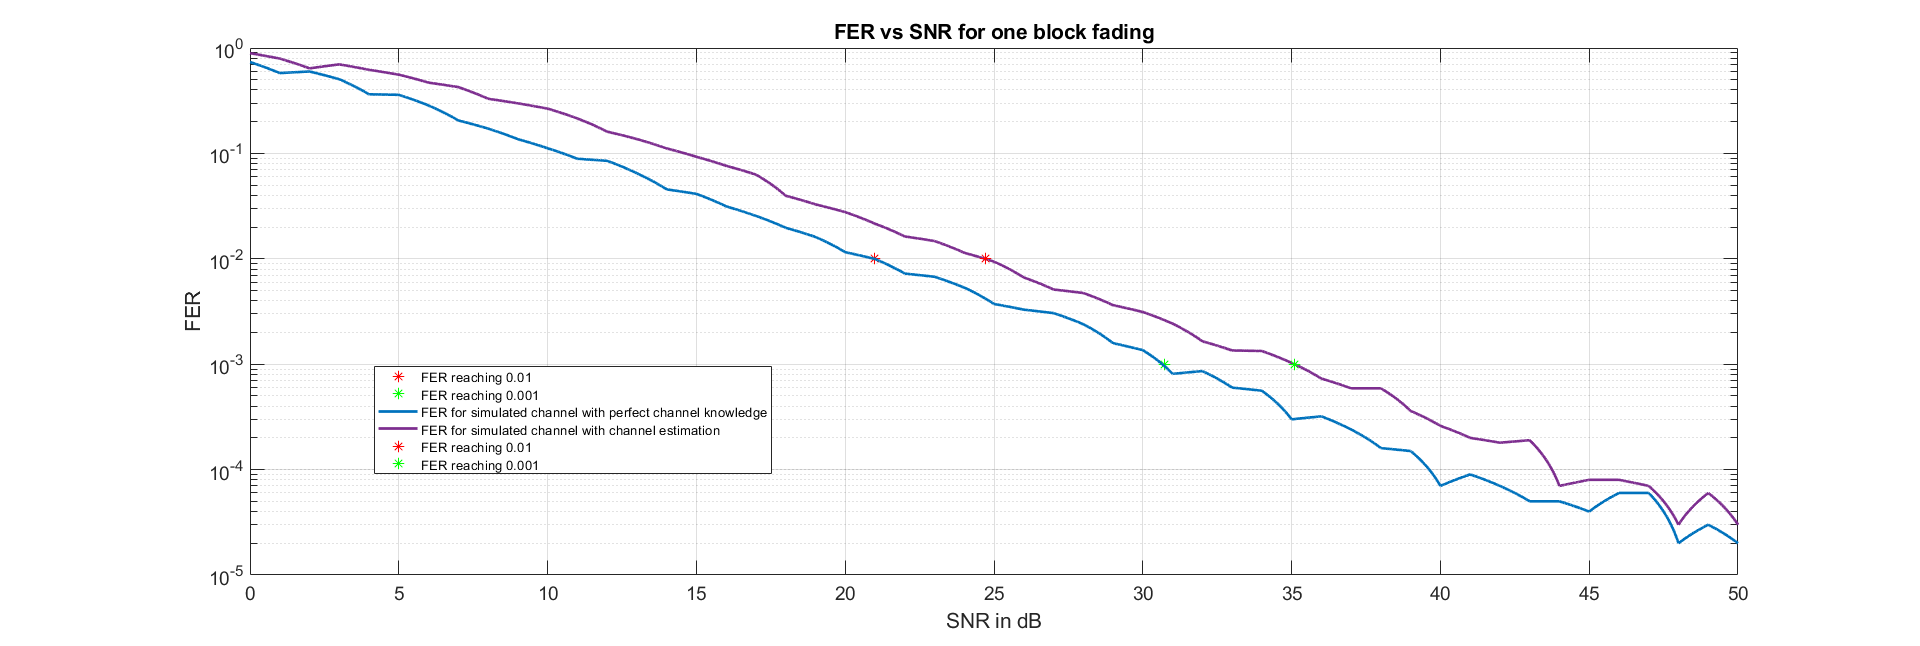 FER vs SNR for one block fading
10^0
10^-1
10^-2
10^-3
10^-4
10^-5
FER
FER reaching 0.01
FER reaching 0.001
FER for simulated channel with perfect channel knowledge
FER for simulated channel with channel estimation
FER reaching 0.01
FER reaching 0.001
0 5 10 15 20 25 30 35 40 45 50
SNR in dB